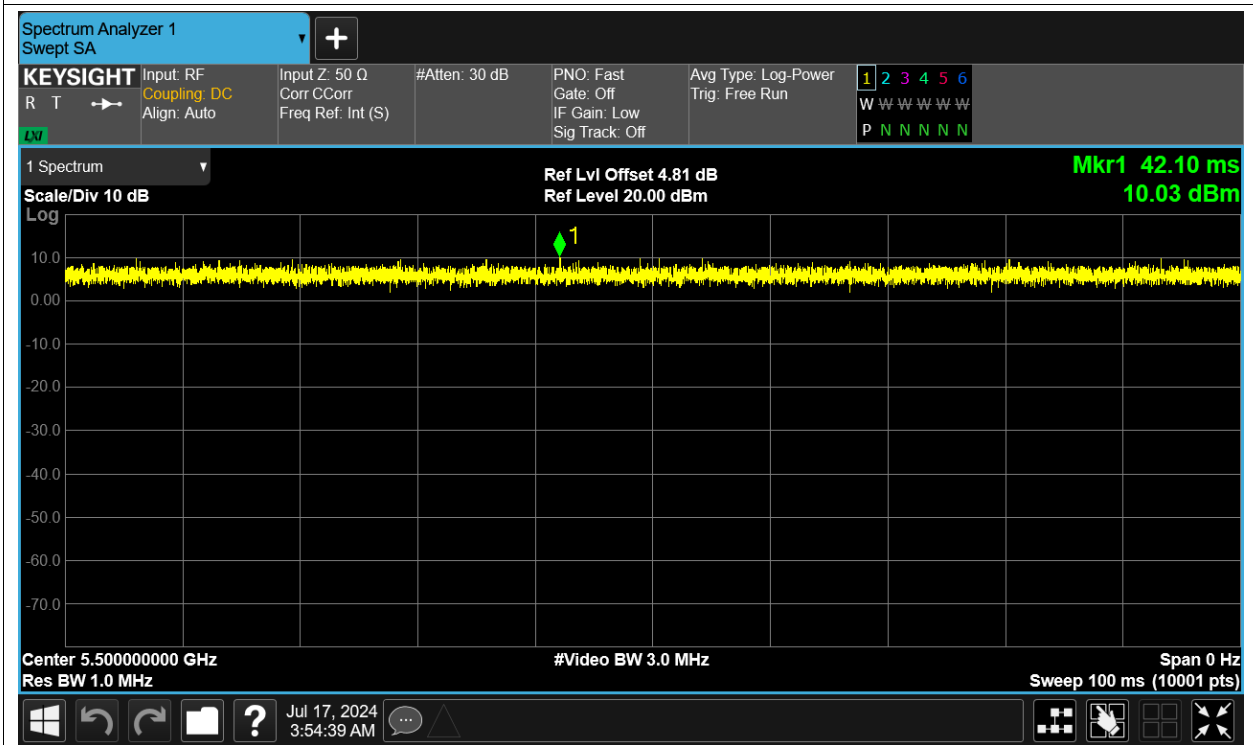 Spectrum Analyzer 1
Swept SA
KEYSIGHT
R T
LXI
Input: RF
Coupling: DC
Align: Auto
Input Z: 50 Ω
Corr CCorr
Freq Ref: Int (S)
#Atten: 30 dB
PNO: Fast
Gate: Off
IF Gain: Low
Sig Track: Off
Avg Type: Log-Power
Trig: Free Run
1 2 3 4 5 6
W W W W W W
P N N N N N
1 Spectrum
Scale/Div 10 dB
Log
Ref Lvl Offset 4.81 dB
Ref Level 20.00 dBm
Mkr1 42.10 ms
10.03 dBm
1
10.0
0.00
-10.0
-20.0
-30.0
-40.0
-50.0
-60.0
-70.0
Center 5.500000000 GHz
Res BW 1.0 MHz
#Video BW 3.0 MHz
Span 0 Hz
Sweep 100 ms (10001 pts)
?
Jul 17, 2024
3:54:39 AM